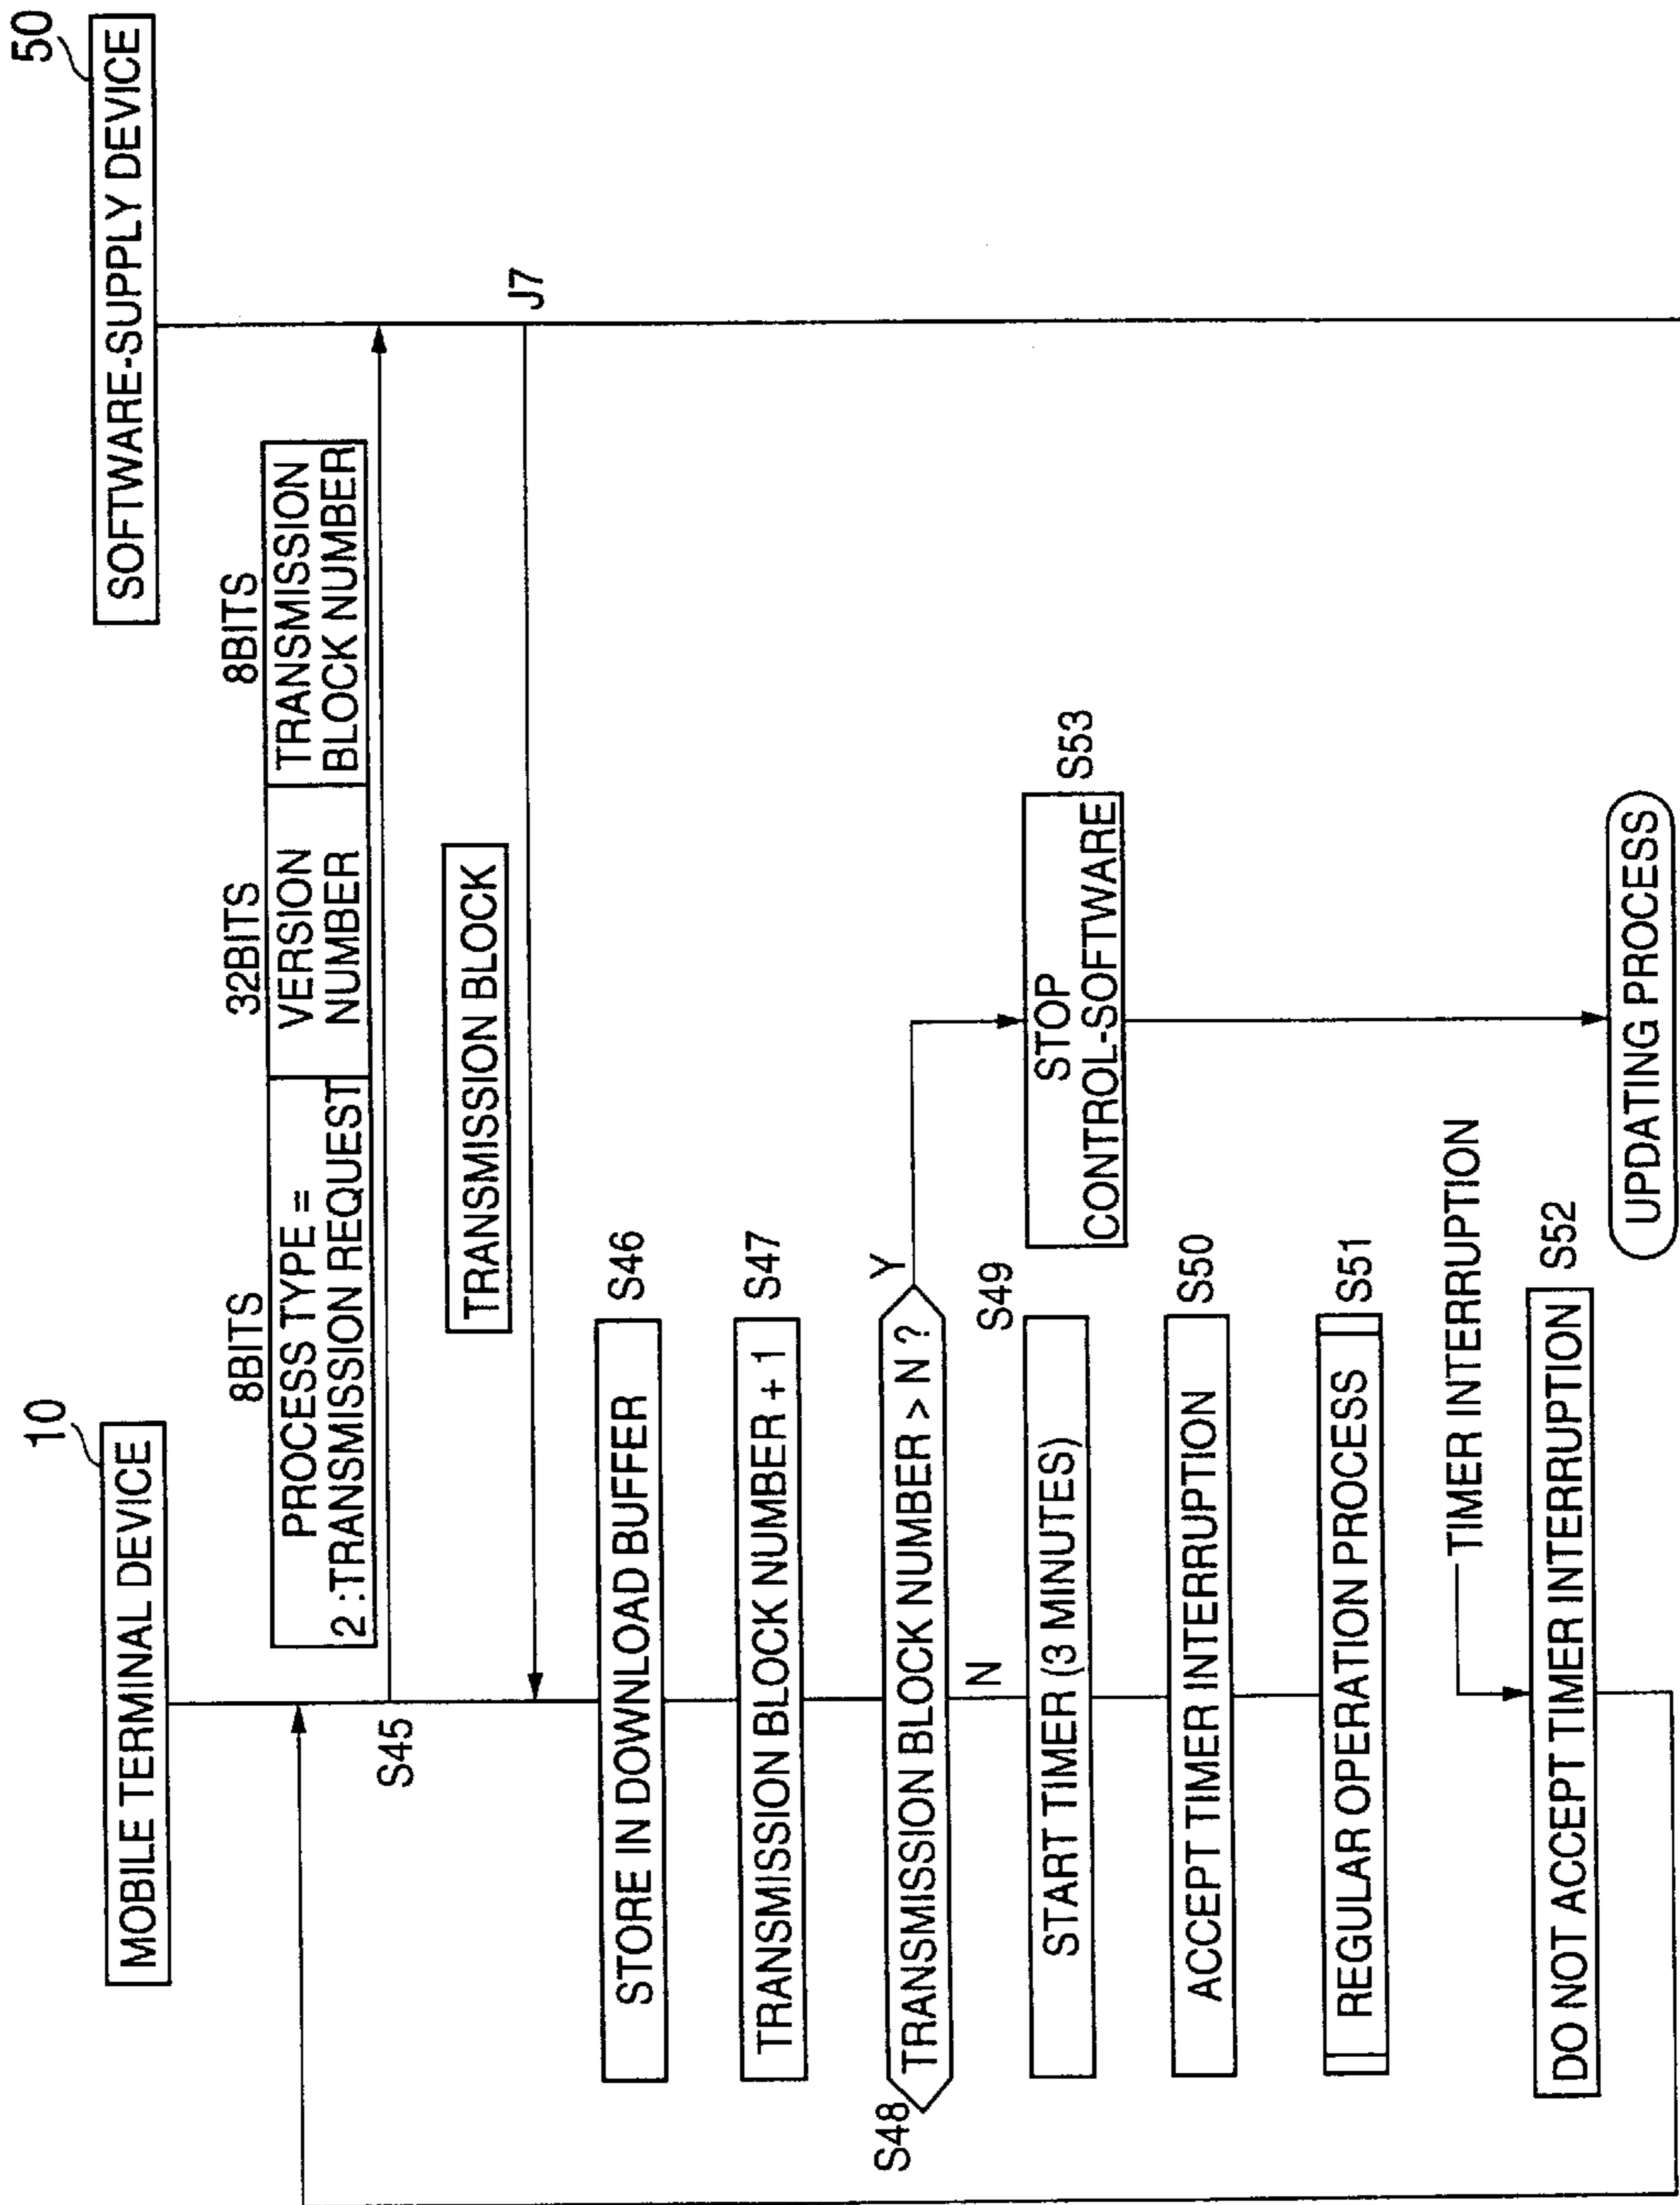 10
MOBILE TERMINAL DEVICE
50
SOFTWARE-SUPPLY DEVICE
8BITS
32BITS
8BITS
PROCESS TYPE =
2 :TRANSMISSION REQUEST
VERSION
NUMBER
TRANSMISSION
BLOCK NUMBER
S45
TRANSMISSION BLOCK
J7
STORE IN DOWNLOAD BUFFER
S46
TRANSMISSION BLOCK NUMBER + 1
S47
S48
TRANSMISSION BLOCK NUMBER > N ?
Y
N
S49
START TIMER (3 MINUTES)
STOP
CONTROL-SOFTWARE
S53
ACCEPT TIMER INTERRUPTION
S50
REGULAR OPERATION PROCESS
S51
TIMER INTERRUPTION
DO NOT ACCEPT TIMER INTERRUPTION
S52
UPDATING PROCESS